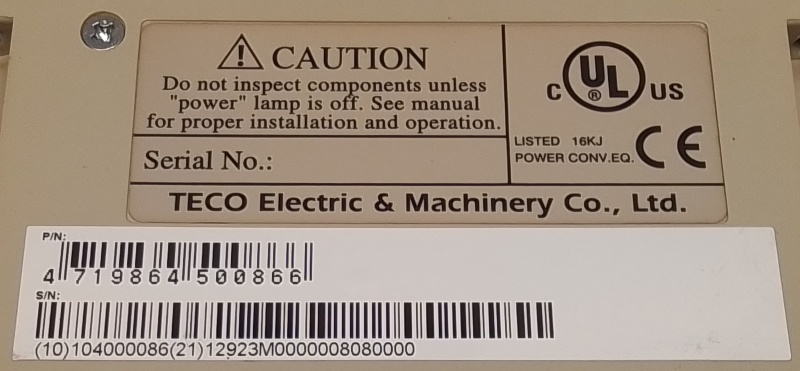 CAUTION
Do not inspect components unless
"power" lamp is off. See manual
for proper installation and operation.
Serial No.:
C UL ® US
LISTED 16KJ
POWER CONV.EQ. CE
TECO Electric & Machinery Co., Ltd.
P/N:
4 719864 500866
S/N:
(10)104000086(21)12923M0000008080000